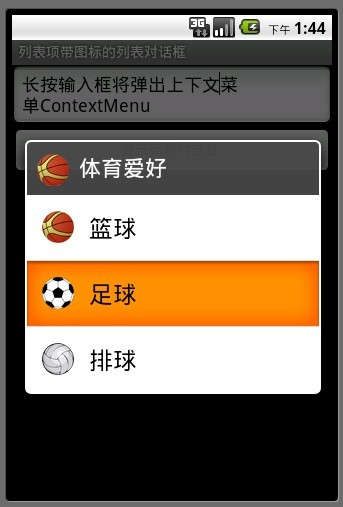 3G 下午 1:44
列表项带图标的列表对话框
长按输入框将弹出上下文菜
单ContextMenu
体育爱好
篮球
足球
排球